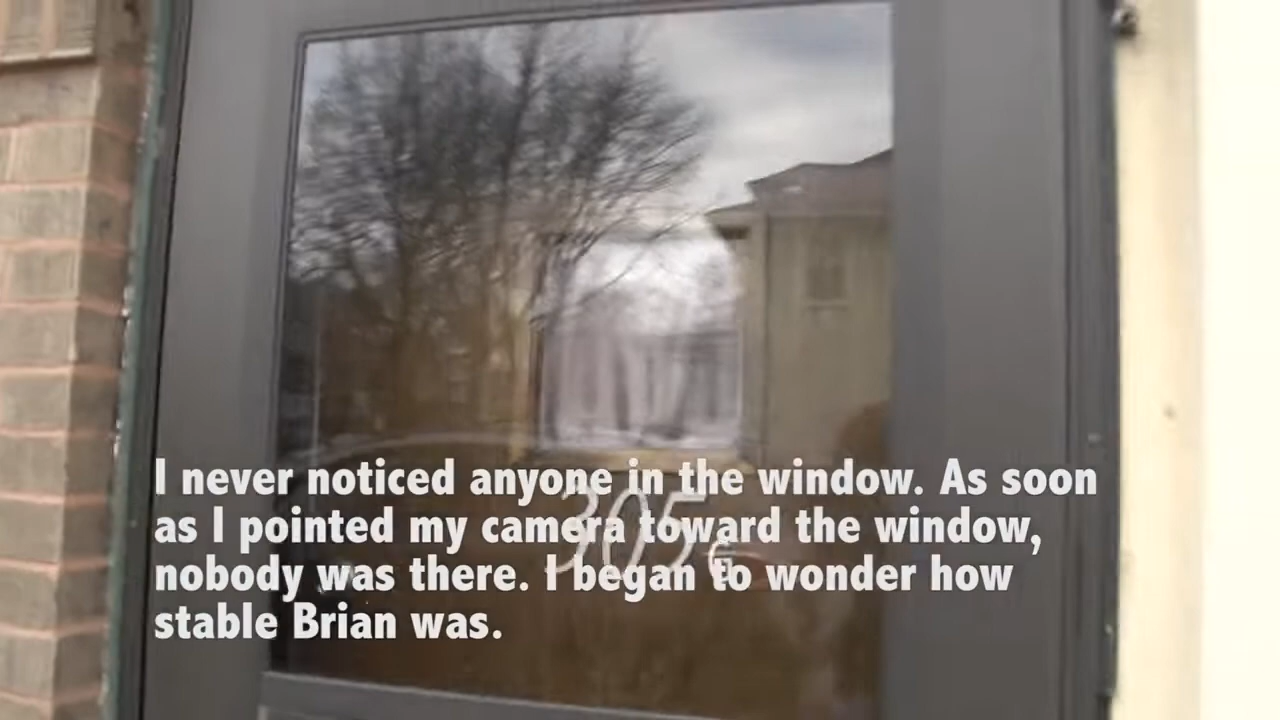 I never noticed anyone in the window. As soon
as I pointed my camera toward the window,
nobody was there. I began to wonder how
stable Brian was.
305
G